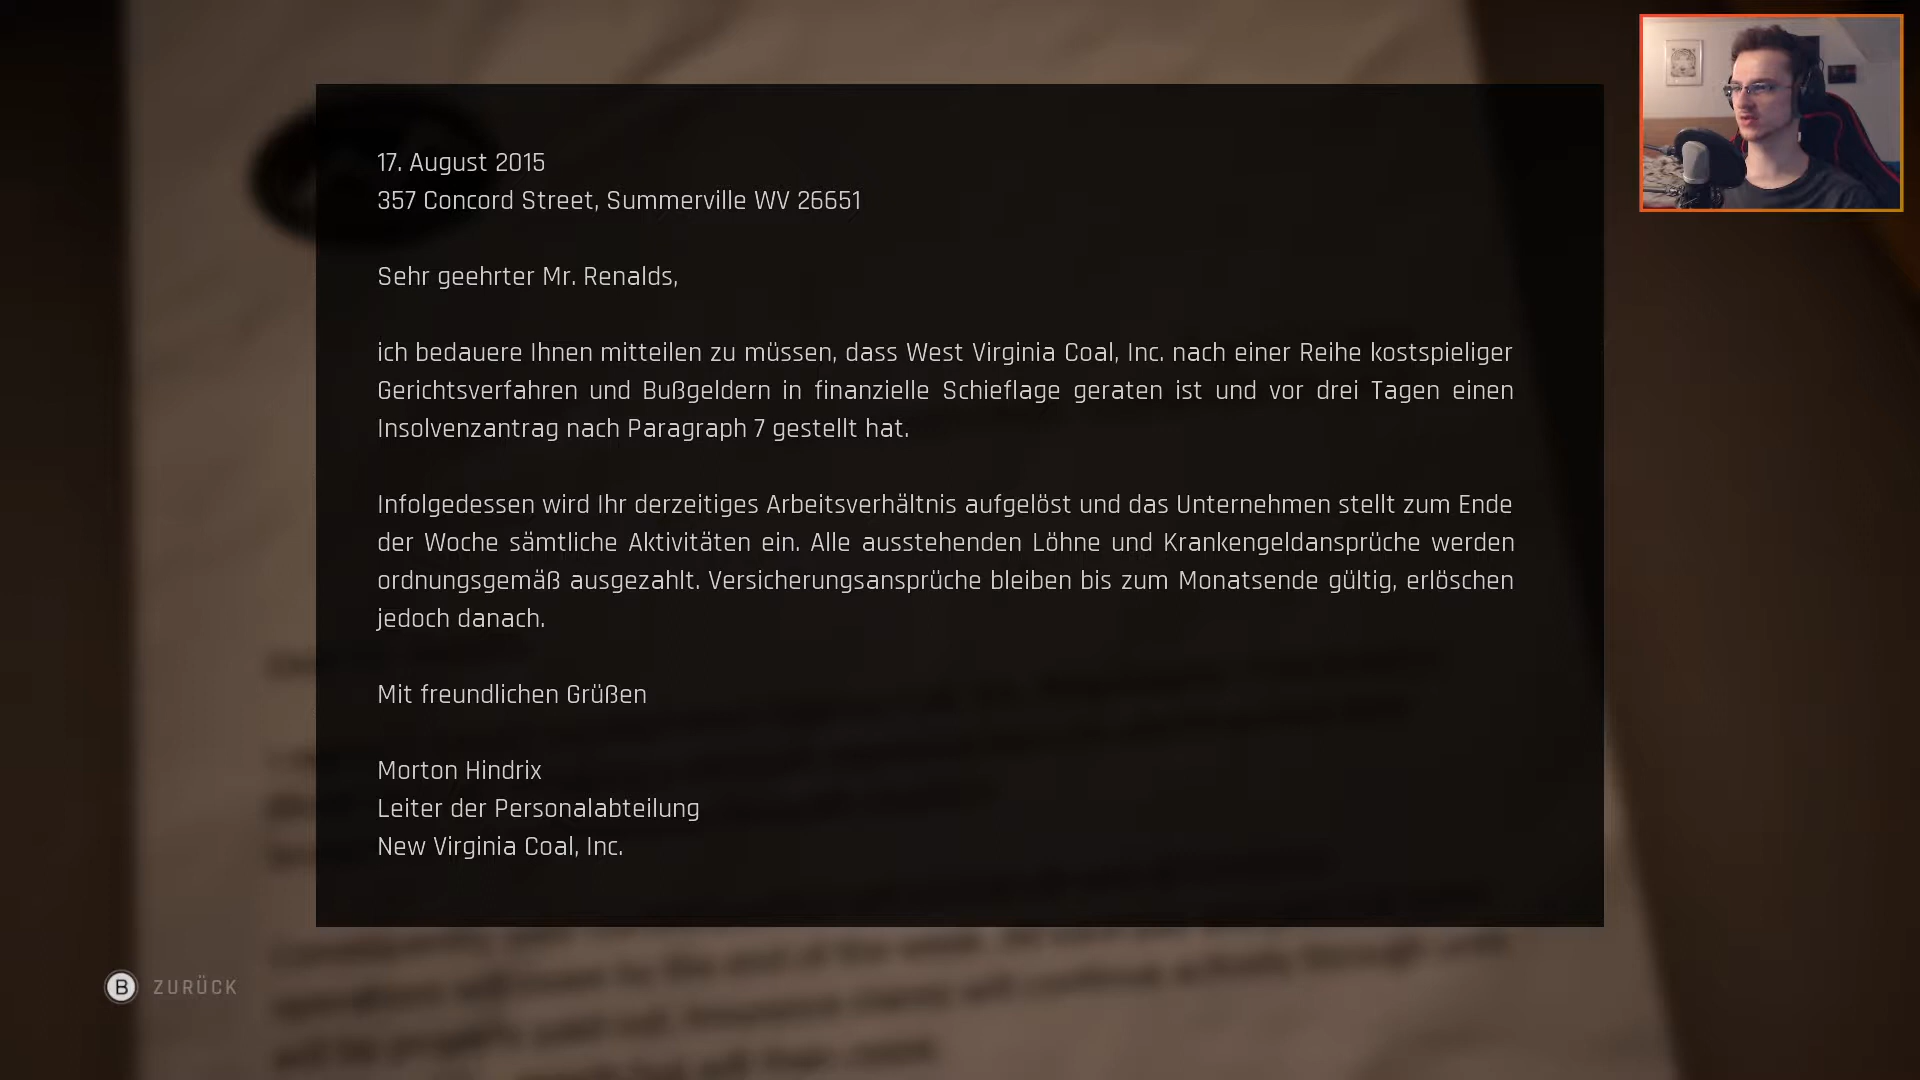 17. August 2015
357 Concord Street, Summerville WV 26651
Sehr geehrter Mr. Renalds,
ich bedauere Ihnen mitteilen zu müssen, dass West Virginia Coal, Inc. nach einer Reihe kostspieliger
Gerichtsverfahren und Bußgeldern in finanzielle Schieflage geraten ist und vor drei Tagen einen
Insolvenzantrag nach Paragraph 7 gestellt hat.
Infolgedessen wird Ihr derzeitiges Arbeitsverhältnis aufgelöst und das Unternehmen stellt zum Ende
der Woche sämtliche Aktivitäten ein. Alle ausstehenden Löhne und Krankengeldansprüche werden
ordnungsgemäß ausgezahlt. Versicherungsansprüche bleiben bis zum Monatsende gültig, erlöschen
jedoch danach.
Mit freundlichen Grüßen
Morton Hindrix
Leiter der Personalabteilung
New Virginia Coal, Inc.
B ZURÜCK